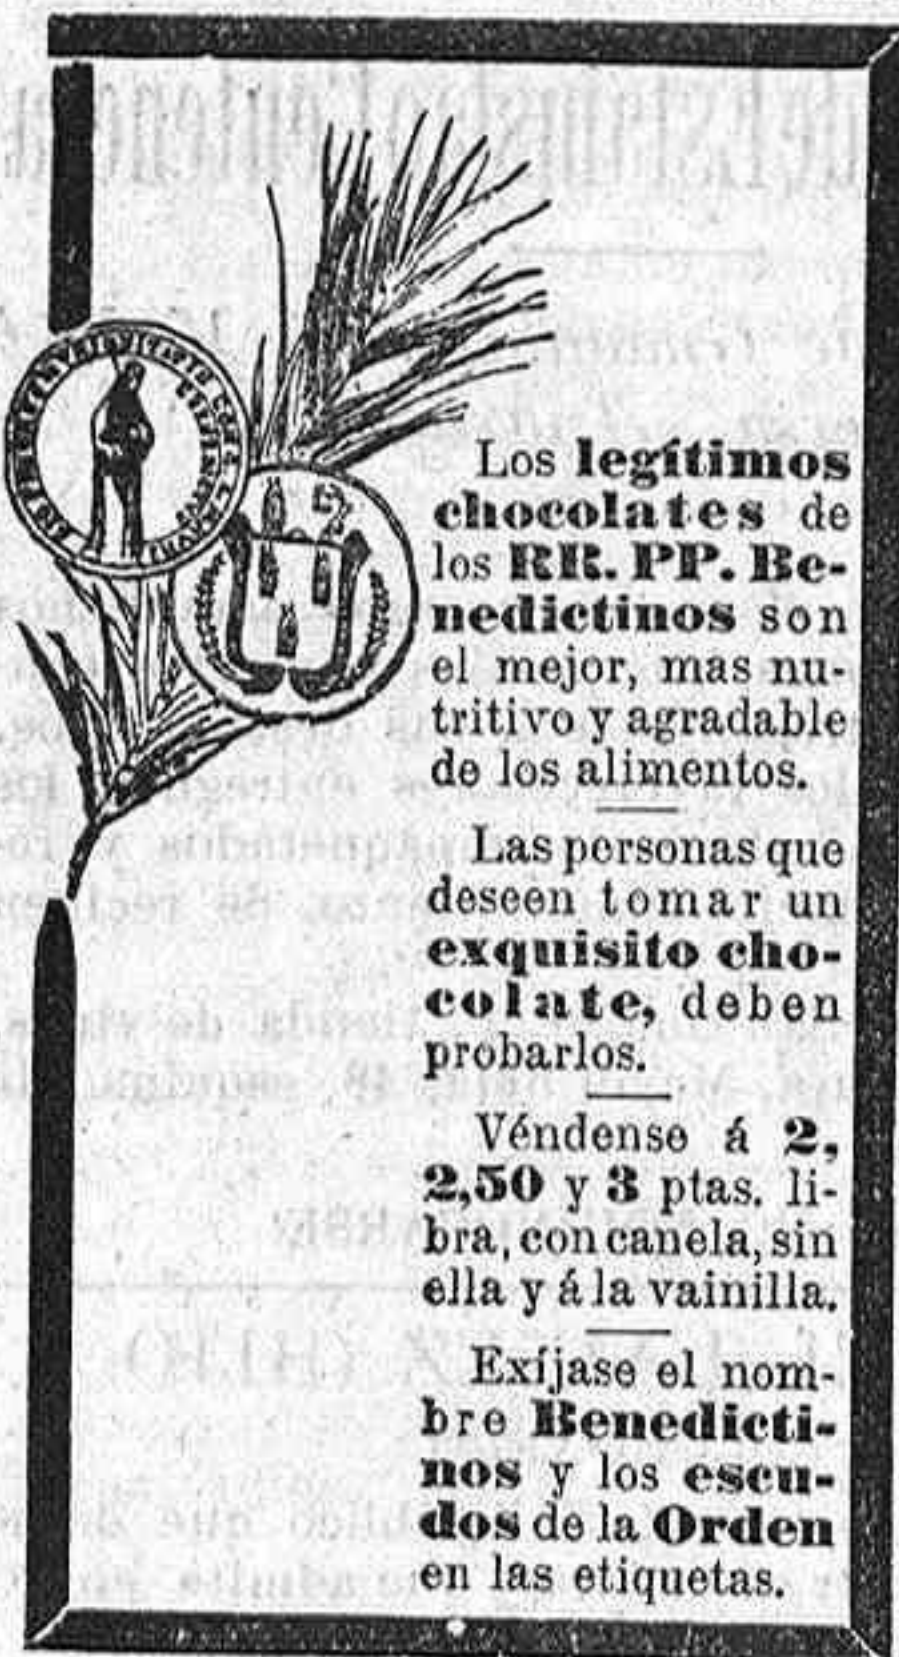 Los legítimos
chocolates de
los RR. PP. Be-
nedictinos son
el mejor, mas nu-
tritivo y agradable
de los alimentos.
Las personas que
deseen tomar un
exquisito cho-
colate, deben
probarlos.
Véndense á 2,
2,50 y 3 ptas. li-
bra, con canela, sin
ella y á la vainilla.
Exíjase el nom-
bre Benedicti-
nos y los escu-
dos de la Orden
en las etiquetas.